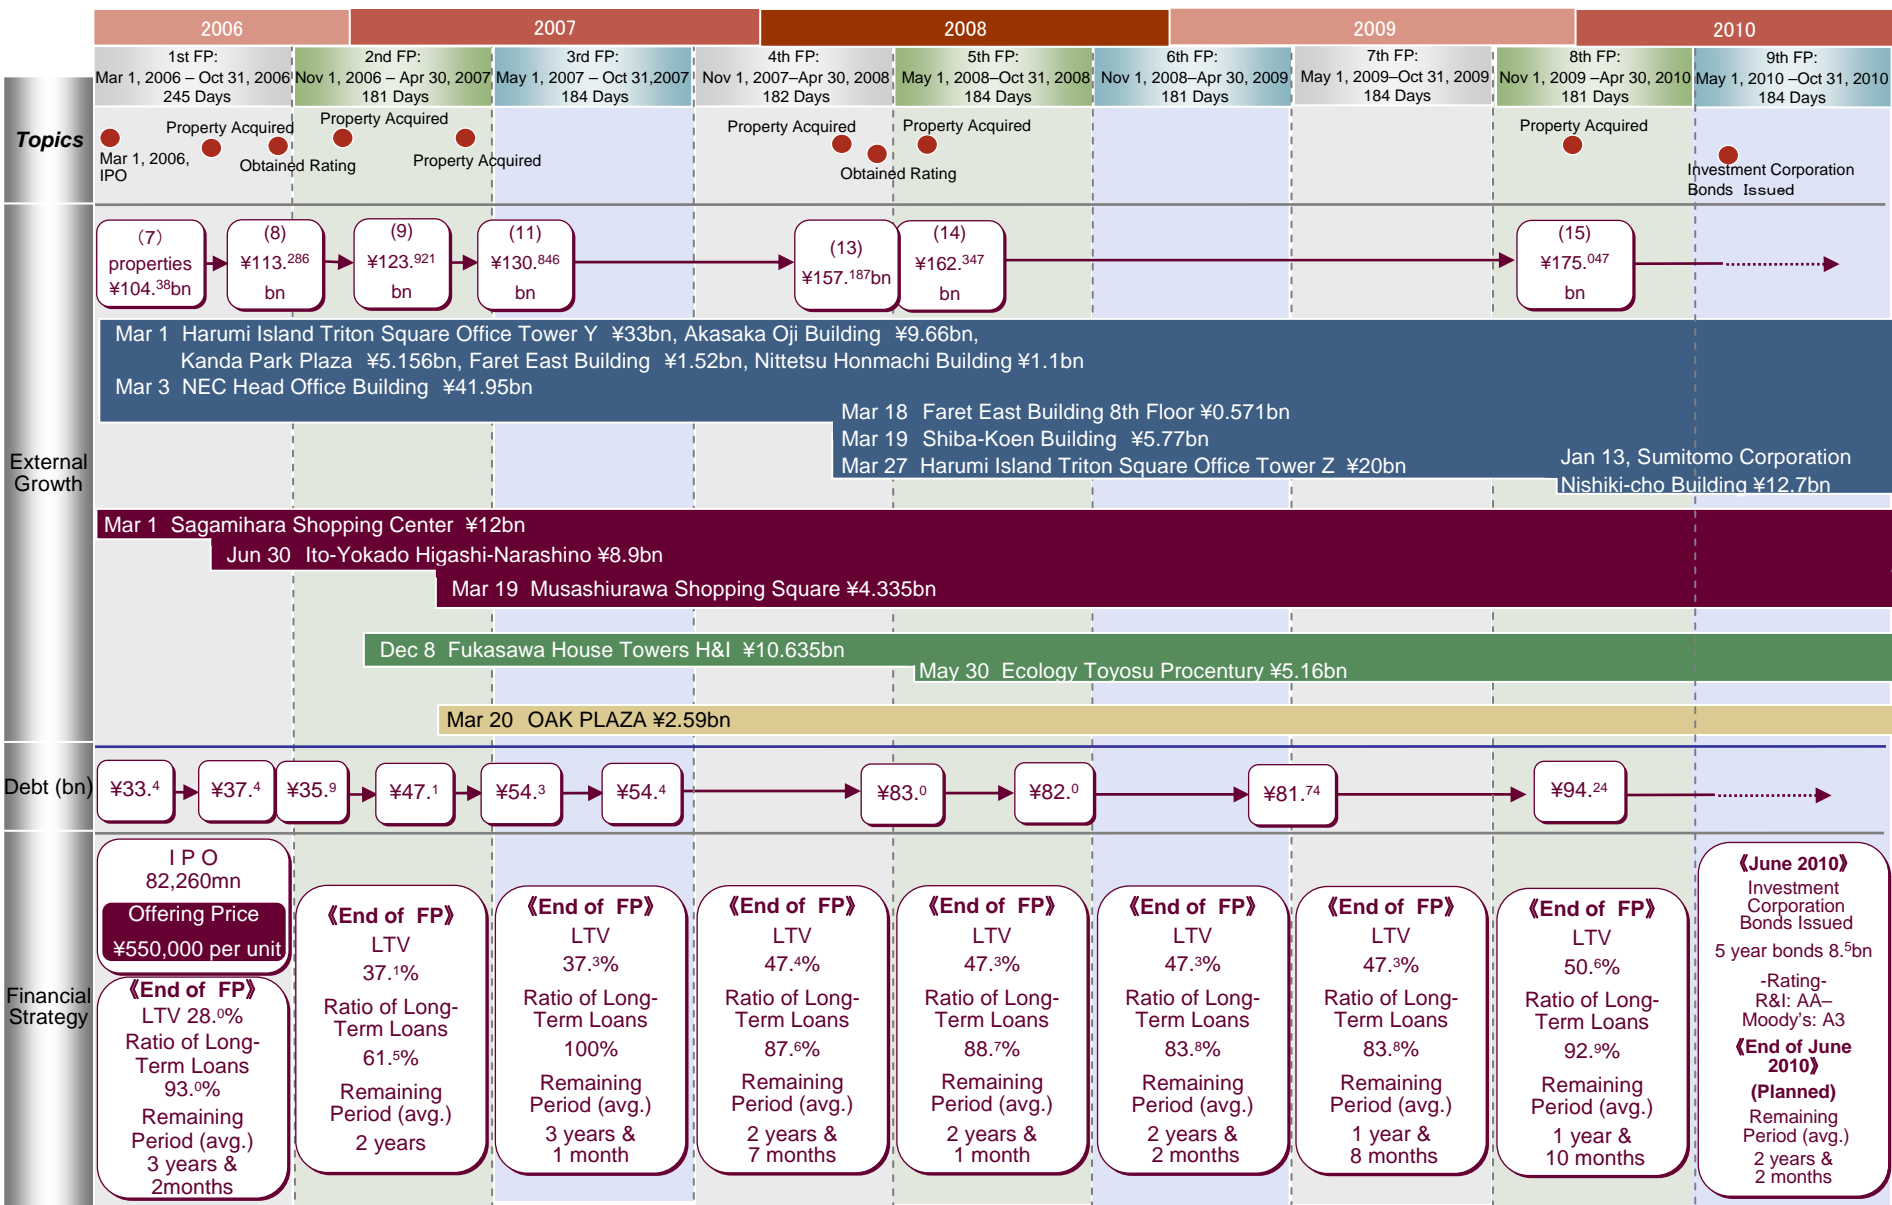 2006
2007
2008
2009
2010
1st FP:
Mar 1, 2006 – Oct 31, 2006
245 Days
2nd FP:
Nov 1, 2006 – Apr 30, 2007
181 Days
3rd FP:
May 1, 2007 – Oct 31,2007
184 Days
4th FP:
Nov 1, 2007–Apr 30, 2008
182 Days
5th FP:
May 1, 2008–Oct 31, 2008
184 Days
6th FP:
Nov 1, 2008–Apr 30, 2009
181 Days
7th FP:
May 1, 2009–Oct 31, 2009
184 Days
8th FP:
Nov 1, 2009 –Apr 30, 2010
181 Days
9th FP:
May 1, 2010 –Oct 31, 2010
184 Days
Topics
Mar 1, 2006,
IPO
Property Acquired
Obtained Rating
Property Acquired
Property Acquired
Property Acquired
Obtained Rating
Property Acquired
Property Acquired
Investment Corporation
Bonds Issued
External
Growth
(7)
properties
¥104.38bn
(8)
¥113.286
bn
(9)
¥123.921
bn
(11)
¥130.846
bn
(13)
¥157.187bn
(14)
¥162.347
bn
(15)
¥175.047
bn
Mar 1 Harumi Island Triton Square Office Tower Y ¥33bn, Akasaka Oji Building ¥9.66bn,
Kanda Park Plaza ¥5.156bn, Faret East Building ¥1.52bn, Nittetsu Honmachi Building ¥1.1bn
Mar 3 NEC Head Office Building ¥41.95bn
Mar 18 Faret East Building 8th Floor ¥0.571bn
Mar 19 Shiba-Koen Building ¥5.77bn
Mar 27 Harumi Island Triton Square Office Tower Z ¥20bn
Jan 13, Sumitomo Corporation
Nishiki-cho Building ¥12.7bn
Mar 1 Sagamihara Shopping Center ¥12bn
Jun 30 Ito-Yokado Higashi-Narashino ¥8.9bn
Mar 19 Musashiurawa Shopping Square ¥4.335bn
Dec 8 Fukasawa House Towers H&I ¥10.635bn
May 30 Ecology Toyosu Procentury ¥5.16bn
Mar 20 OAK PLAZA ¥2.59bn
Debt (bn)
¥33.4
¥37.4
¥35.9
¥47.1
¥54.3
¥54.4
¥83.0
¥82.0
¥81.74
¥94.24
Financial
Strategy
I P O
82,260mn
Offering Price
¥550,000 per unit
《End of FP》
LTV 28.0%
Ratio of Long-
Term Loans
93.0%
Remaining
Period (avg.)
3 years &
2months
《End of FP》
LTV
37.1%
Ratio of Long-
Term Loans
61.5%
Remaining
Period (avg.)
2 years
《End of FP》
LTV
37.3%
Ratio of Long-
Term Loans
100%
Remaining
Period (avg.)
3 years &
1 month
《End of FP》
LTV
47.4%
Ratio of Long-
Term Loans
87.6%
Remaining
Period (avg.)
2 years &
7 months
《End of FP》
LTV
47.3%
Ratio of Long-
Term Loans
88.7%
Remaining
Period (avg.)
2 years &
1 month
《End of FP》
LTV
47.3%
Ratio of Long-
Term Loans
83.8%
Remaining
Period (avg.)
2 years &
2 months
《End of FP》
LTV
47.3%
Ratio of Long-
Term Loans
83.8%
Remaining
Period (avg.)
1 year &
8 months
《End of FP》
LTV
50.6%
Ratio of Long-
Term Loans
92.9%
Remaining
Period (avg.)
1 year &
10 months
《June 2010》
Investment
Corporation
Bonds Issued
5 year bonds 8.5bn
-Rating-
R&I: AA–
Moody's: A3
《End of June
2010》
(Planned)
Remaining
Period (avg.)
2 years &
2 months